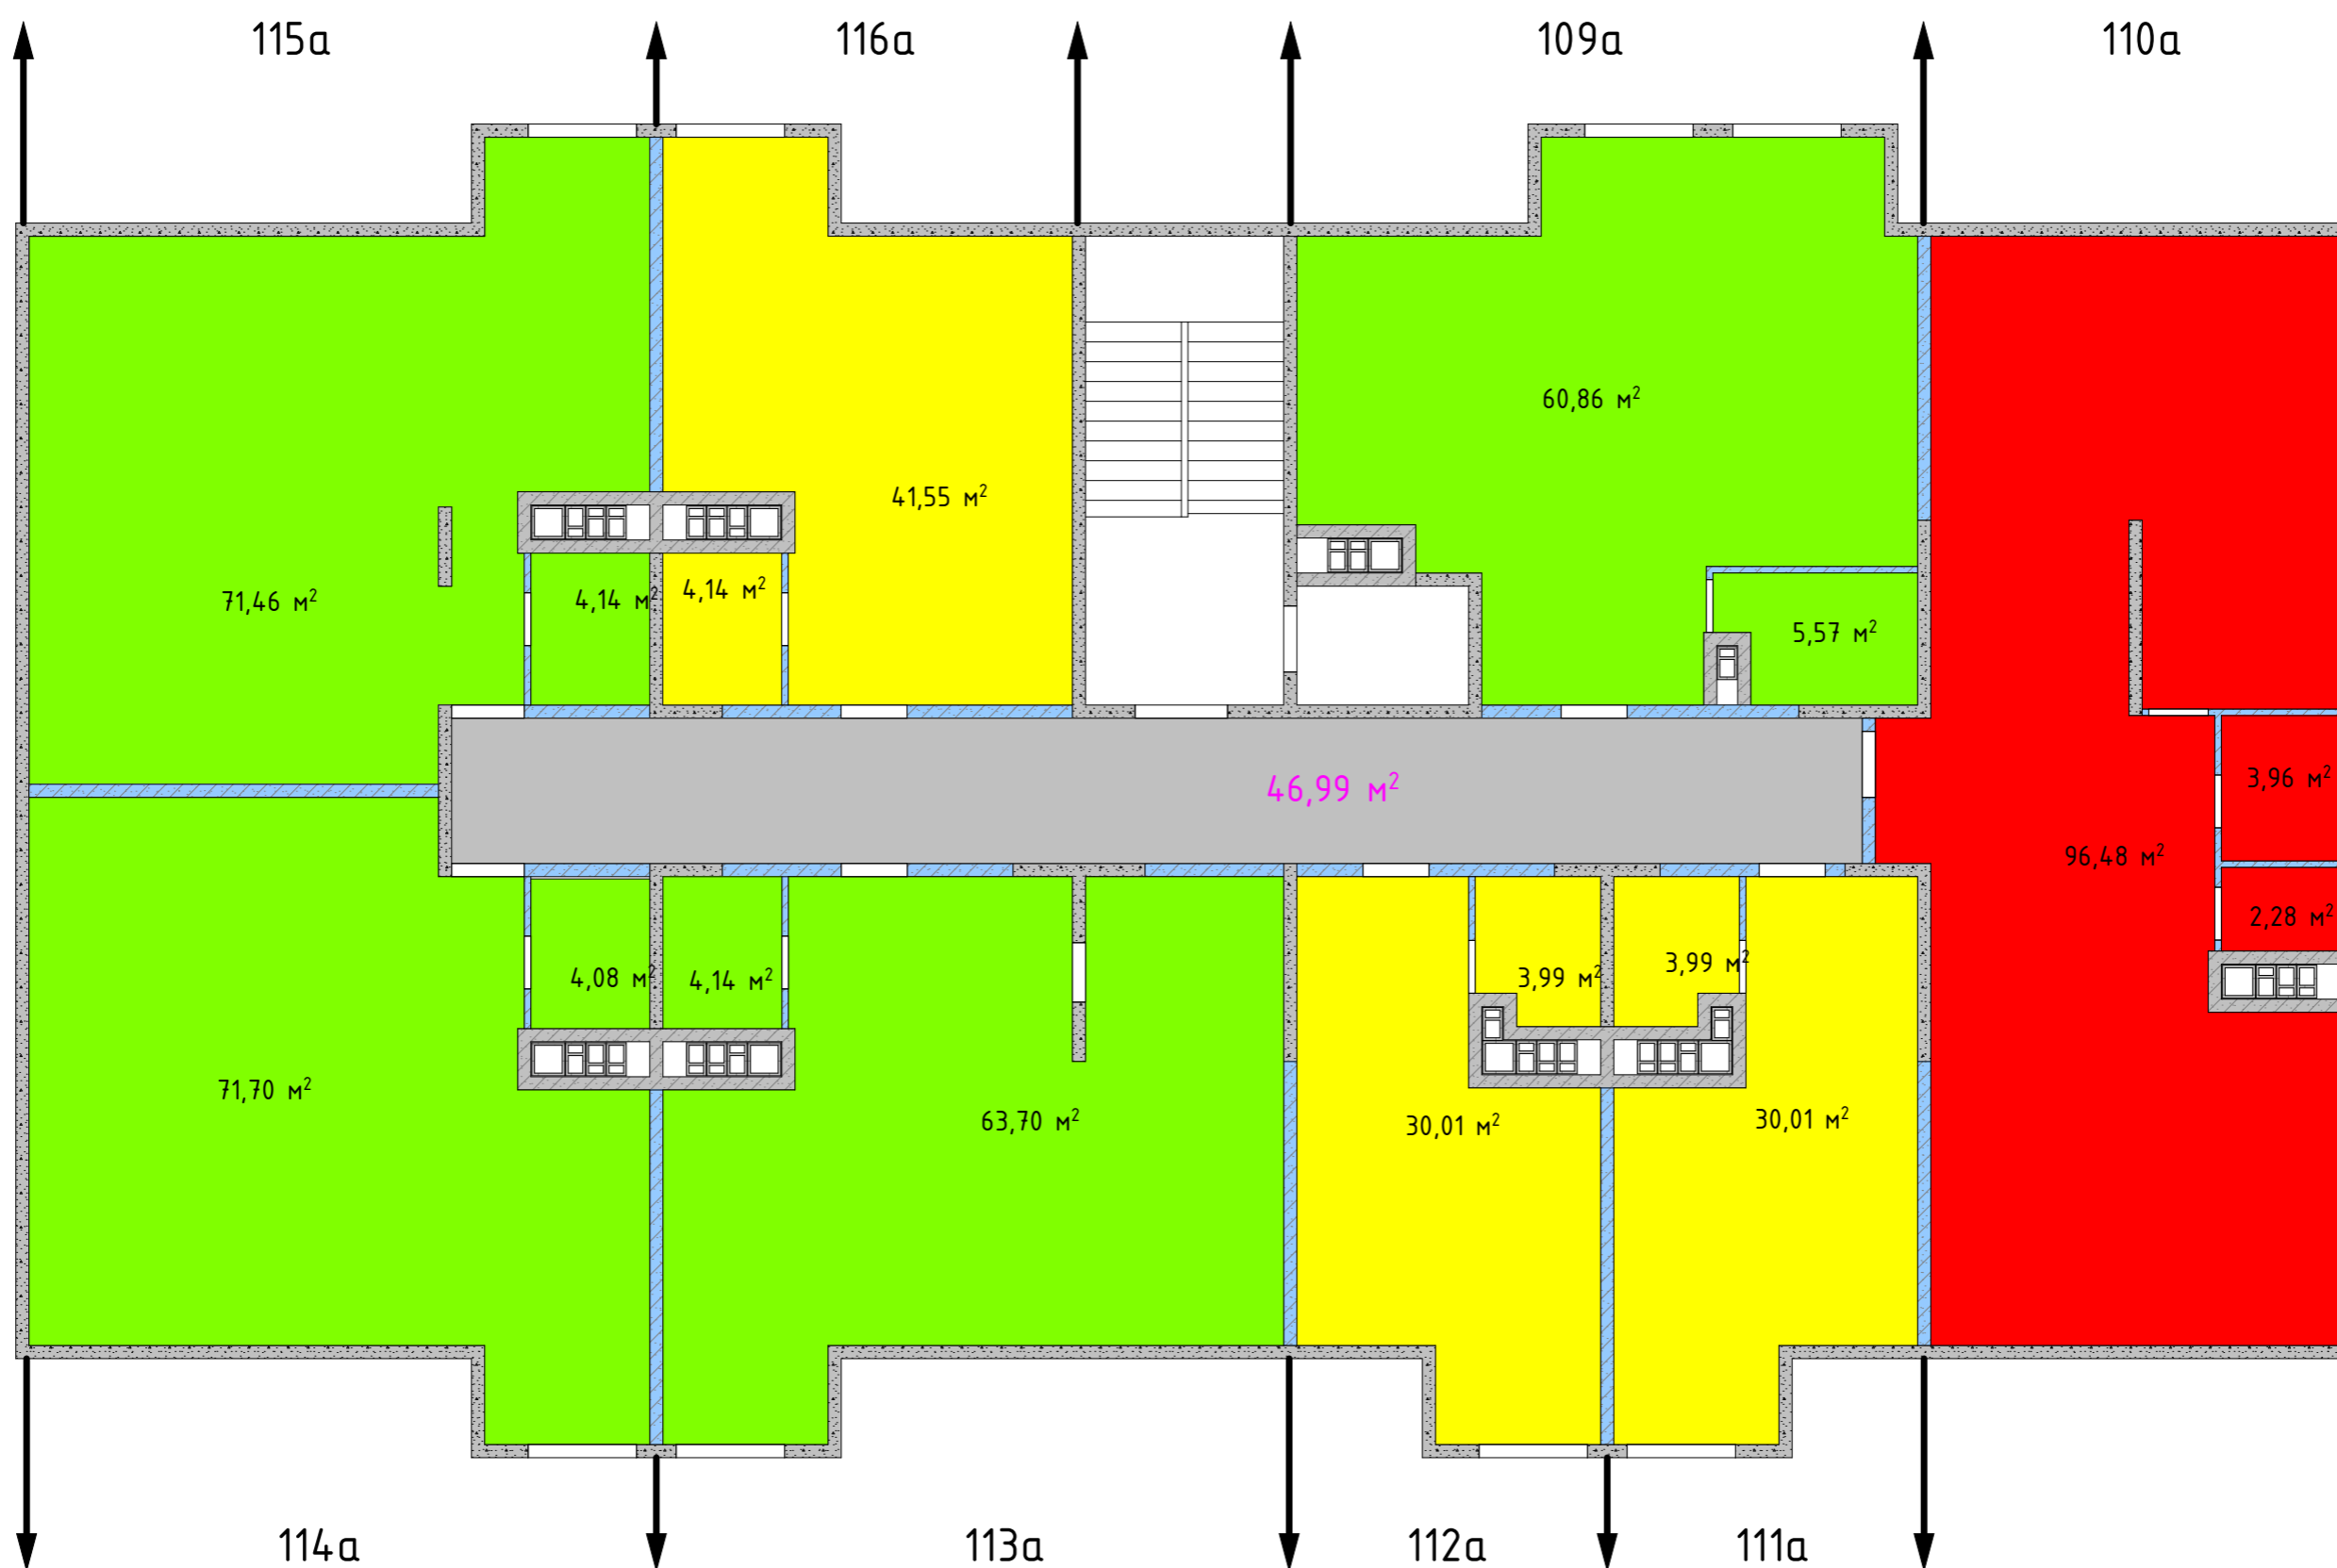 115а
116а
109а
110а
60,86 м²
41,55 м²
71,46 м²
4,14 м²
4,14 м²
5,57 м²
46,99 м²
3,96 м²
96,48 м²
2,28 м²
4,08 м²
4,14 м²
3,99 м²
3,99 м²
71,70 м²
63,70 м²
30,01 м²
30,01 м²
114а
113а
112а
111а